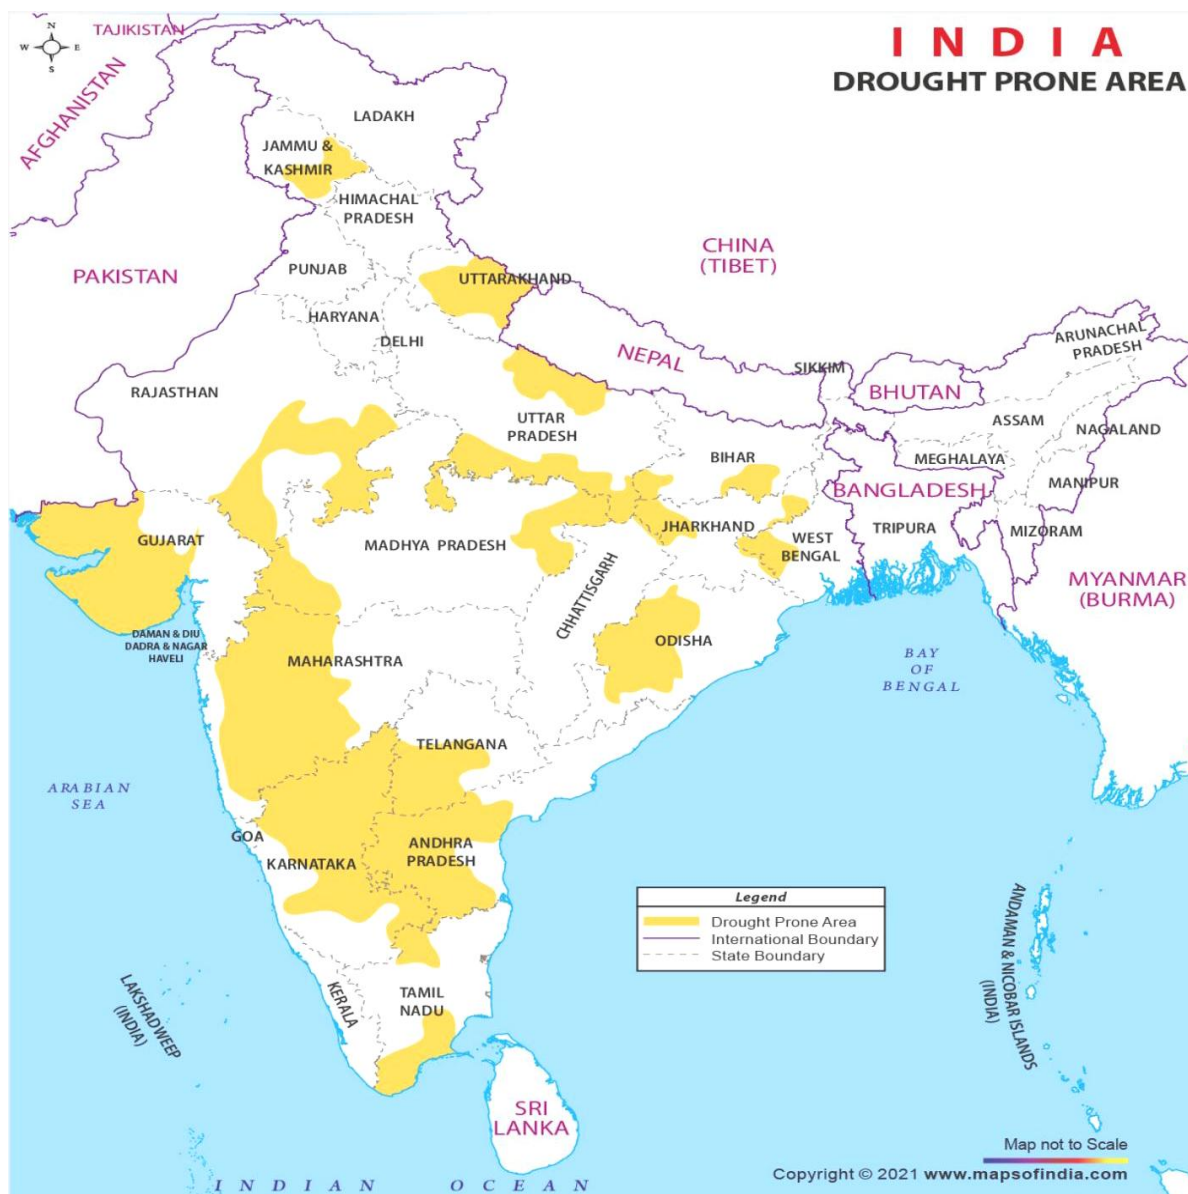 I N D I A
DROUGHT PRONE AREA
N
W E
S
TAJIKISTAN
AFGHANISTAN
LADAKH
JAMMU &
KASHMIR
HIMACHAL
PRADESH
CHINA
(TIBET)
PAKISTAN
PUNJAB
UTTARAKHAND
HARYANA
DELHI
NEPAL
SIKKIM
ARUNACHAL
PRADESH
BHUTAN
RAJASTHAN
UTTAR
PRADESH
ASSAM
NAGALAND
BIHAR
MEGHALAYA
MANIPUR
BANGLADESH
GUJARAT
MADHYA PRADESH
JHARKHAND
WEST
BENGAL
TRIPURA
MIZORAM
CHHATTISGARH
MYANMAR
(BURMA)
DAMAN & DIU
DADRA & NAGAR
HAVELI
MAHARASHTRA
ODISHA
BAY
OF
BENGAL
TELANGANA
ARABIAN
SEA
GOA
KARNATAKA
ANDHRA
PRADESH
Legend
Drought Prone Area
International Boundary
State Boundary
ANDAMAN & NICOBAR ISLANDS
(INDIA)
LAKSHADWEEP
(INDIA)
KERALA
TAMIL
NADU
SRI
LANKA
Map not to Scale
Copyright © 2021 www.mapsofindia.com
I N D I A N O C E A N